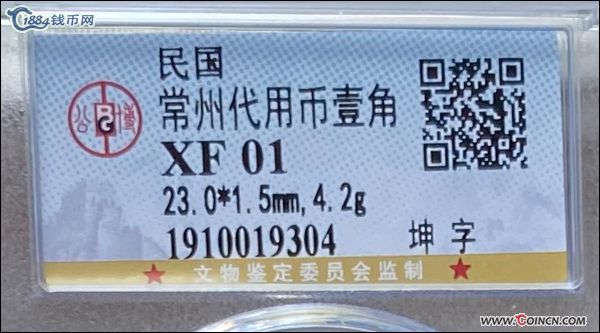 1884钱币网
民国
常州代用币壹角
公博
XF 01
23.0*1.5mm,4.2g
1910019304 坤字
★ 文物鉴定委员会监制 ★
www.COINCN.com